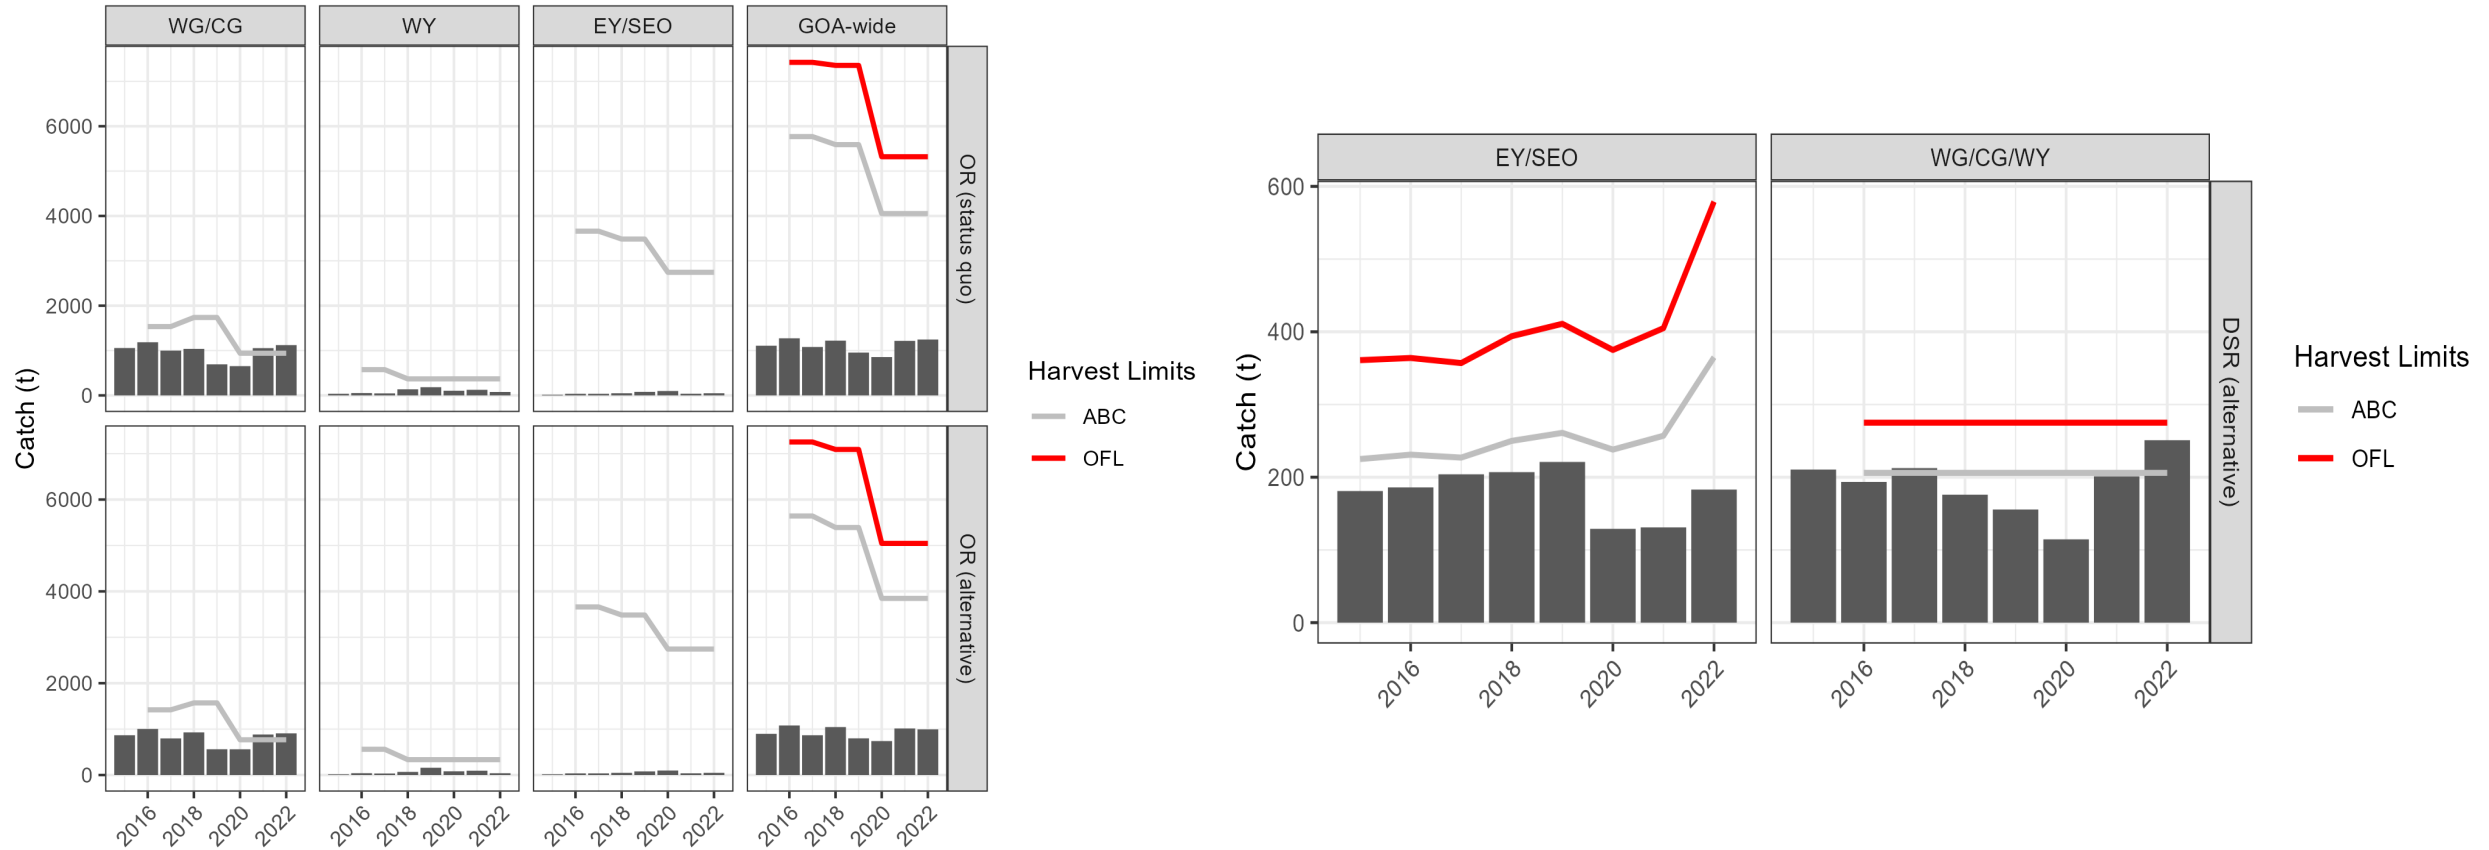 WG/CG WY EY/SEO GOA-wide
6000
4000
2000
0
OR (status quo)
6000
4000
2000
0
OR (alternative)
Catch (t)
2016 2018 2020 2022 2016 2018 2020 2022 2016 2018 2020 2022 2016 2018 2020 2022
Harvest Limits
ABC
OFL
EY/SEO WG/CG/WY
600
400
200
0
Catch (t)
DSR (alternative)
2016 2018 2020 2022 2016 2018 2020 2022
Harvest Limits
ABC
OFL